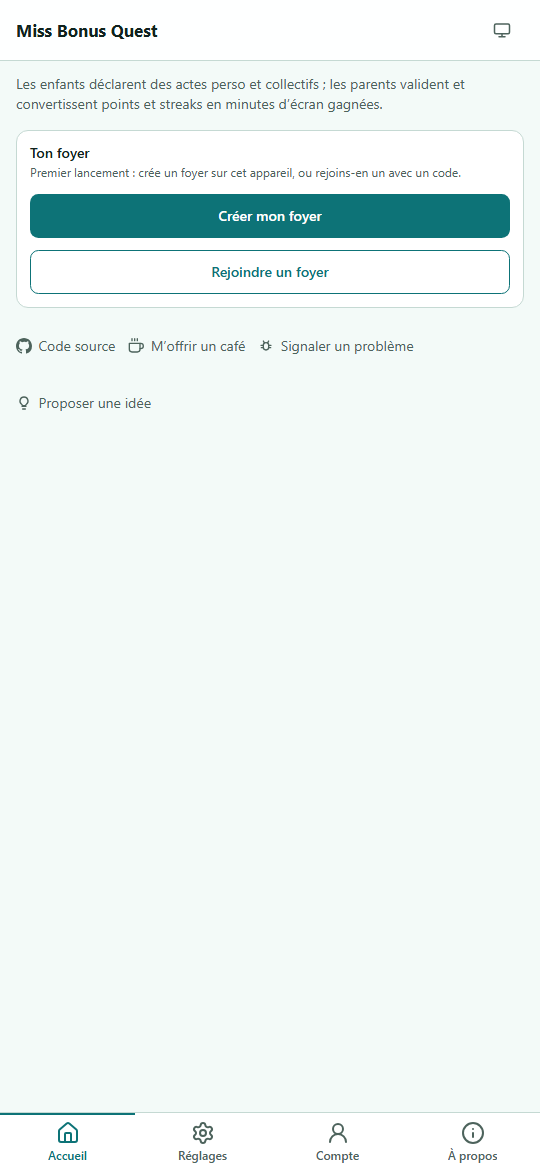 Miss Bonus Quest
Les enfants déclarent des actes perso et collectifs ; les parents valident et
convertissent points et streaks en minutes d’écran gagnées.
Ton foyer
Premier lancement : crée un foyer sur cet appareil, ou rejoins-en un avec un code.
Créer mon foyer
Rejoindre un foyer
Code source
M’offrir un café
Signaler un problème
Proposer une idée
Accueil
Réglages
Compte
À propos